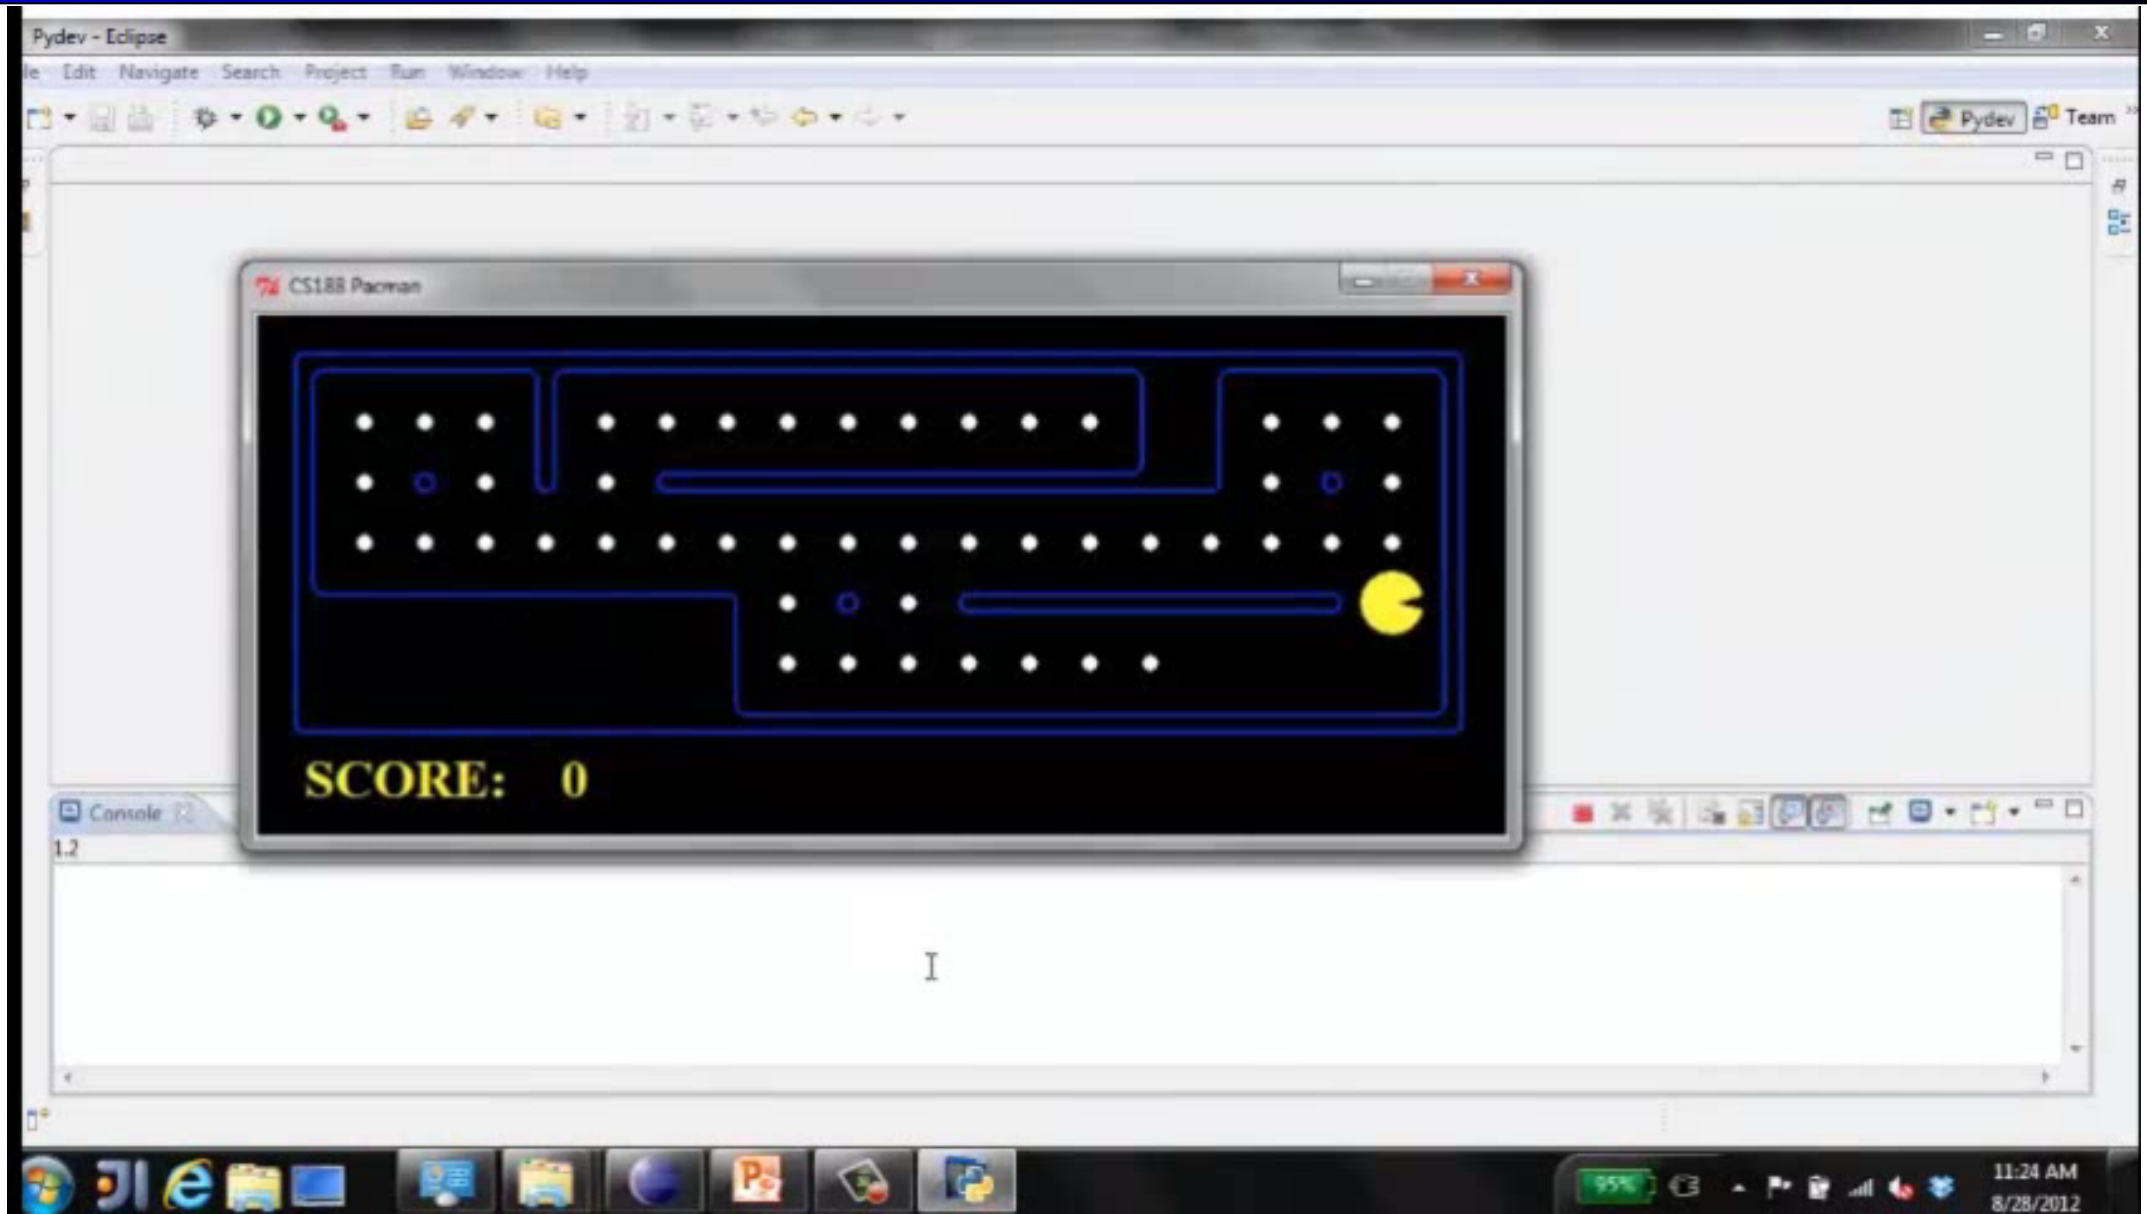 Pydev - Eclipse
le Edit Navigate Search Project Run Window Help
Pydev Team
CS188 Pacman
SCORE: 0
Console
1.2
95%
11:24 AM
8/28/2012